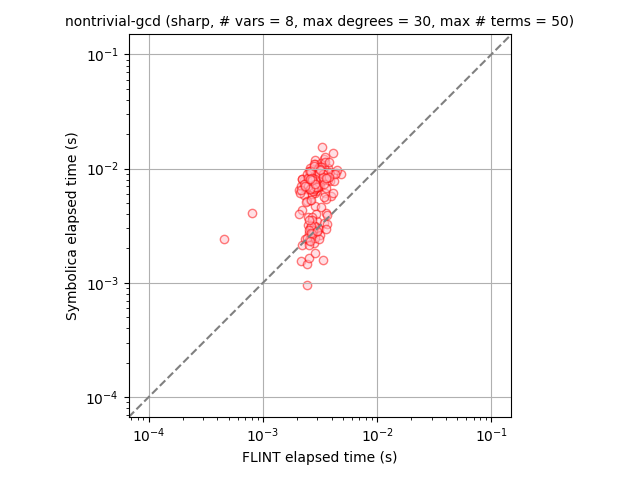 nontrivial-gcd (sharp, # vars = 8, max degrees = 30, max # terms = 50)
10⁻¹
10⁻²
10⁻³
10⁻⁴
Symbolica elapsed time (s)
10⁻⁴ 10⁻³ 10⁻² 10⁻¹
FLINT elapsed time (s)